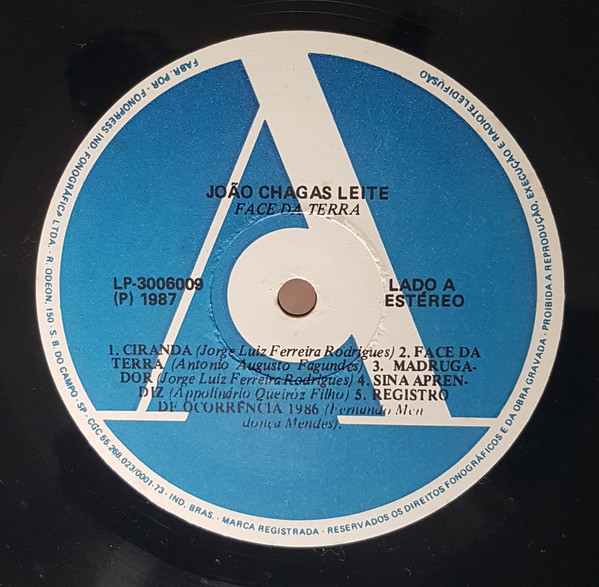 JOÃO CHAGAS LEITE
FACE DA TERRA
LP-3006009
(P) 1987
LADO A
ESTÉREO
1. CIRANDA (Jorge Luiz Ferreira Rodrigues) 2. FACE DA
TERRA (Antonio Augusto Fagundes) 3. MADRUGA-
DOR (Jorge Luiz Ferreira Rodrigues) 4. SINA APREN-
DIZ (Appolinário Queiróz Filho) 5. REGISTRO
DE OCORRÊNCIA 1986 (Fernando Men
donça Mendes).
FABR. POR · FONOPRESS IND. FONOGRÁFICA LTDA. · R. ODEON, 150 · S. B. DO CAMPO · SP · CGC 66.268.023/0001-73 · IND. BRAS. · MARCA REGISTRADA · RESERVADOS OS DIREITOS FONOGRÁFICOS E DA OBRA GRAVADA · PROIBIDA A REPRODUÇÃO, EXECUÇÃO E RADIOTELEDIFUSÃO